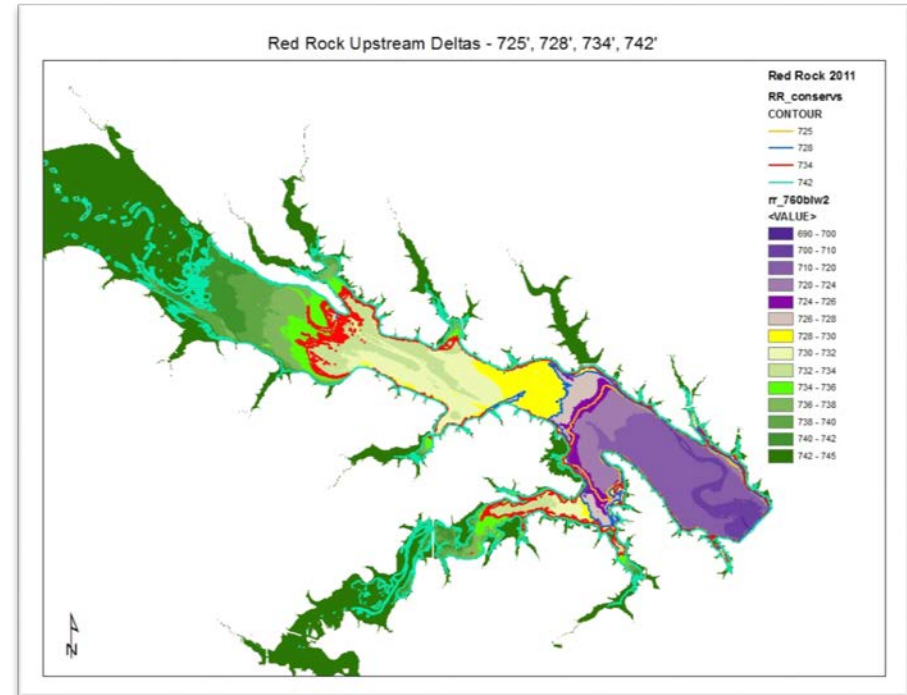 Red Rock Upstream Deltas - 725', 728', 734', 742'
Red Rock 2011
RR_conservs
CONTOUR
725
728
734
742
rr_760blw2
<VALUE>
690 - 700
700 - 710
710 - 720
720 - 724
724 - 726
726 - 728
728 - 730
730 - 732
732 - 734
734 - 736
736 - 738
738 - 740
740 - 742
742 - 745
N